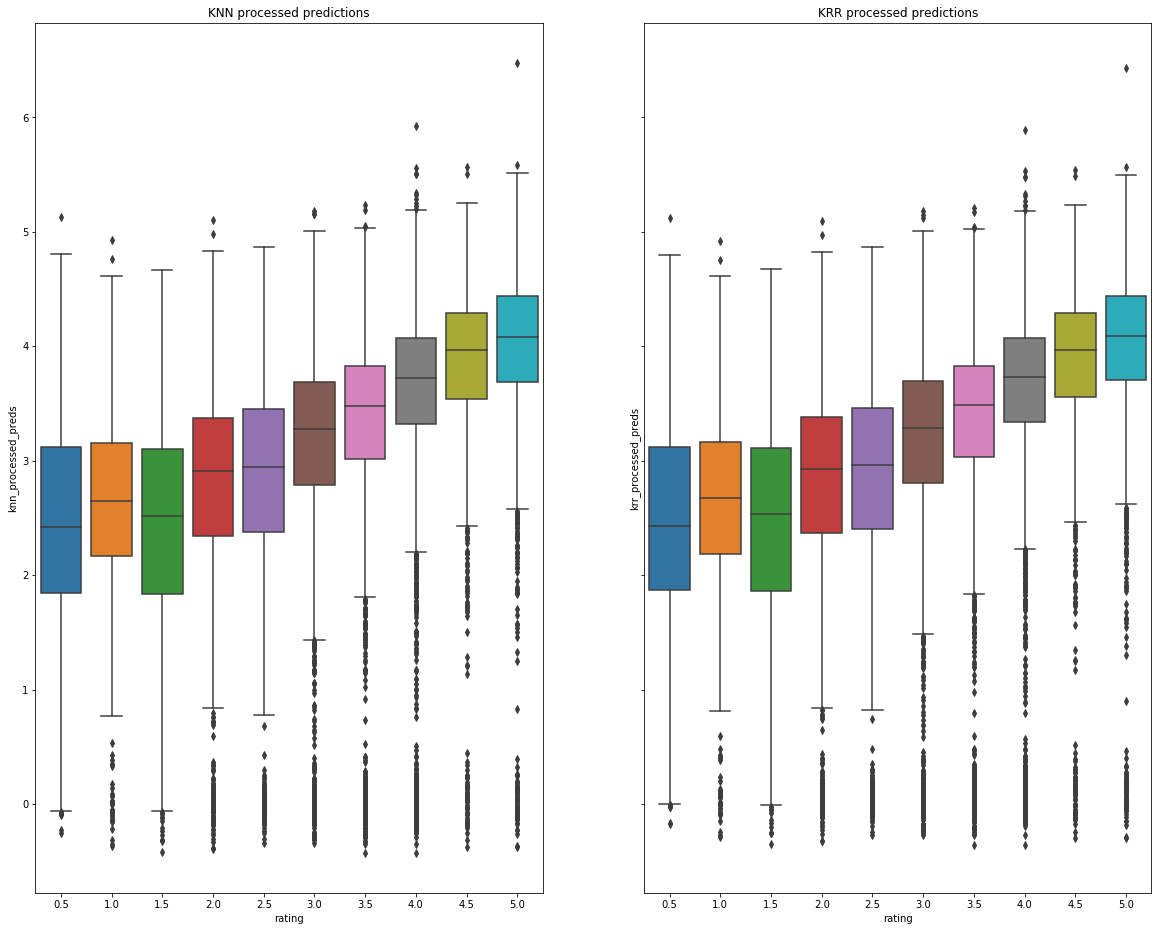 KNN processed predictions
knn_processed_preds
6
5
4
3
2
1
0
0.5 1.0 1.5 2.0 2.5 3.0 3.5 4.0 4.5 5.0
rating
KRR processed predictions
krr_processed_preds
0.5 1.0 1.5 2.0 2.5 3.0 3.5 4.0 4.5 5.0
rating